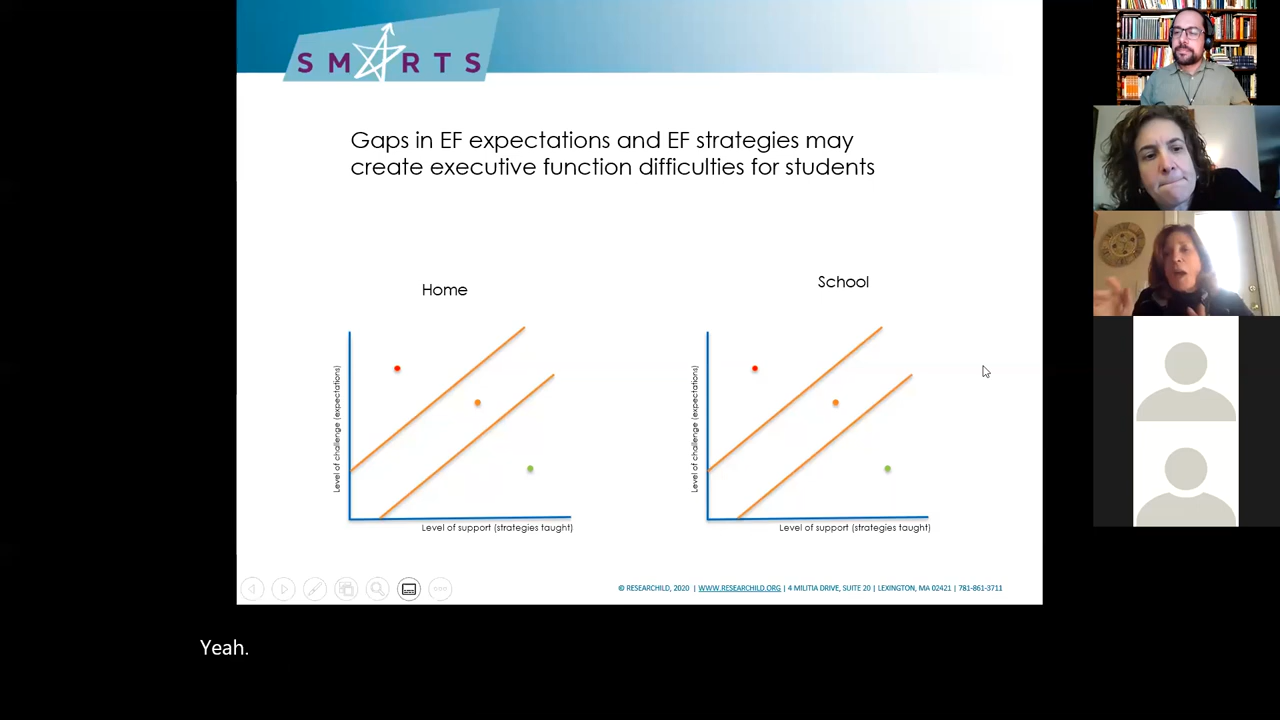 SMARTS
Gaps in EF expectations and EF strategies may
create executive function difficulties for students
Home
School
Level of challenge (expectations)
Level of support (strategies taught)
Level of challenge (expectations)
Level of support (strategies taught)
© RESEARCHILD, 2020 | WWW.RESEARCHILD.ORG | 4 MILITIA DRIVE, SUITE 20 | LEXINGTON, MA 02421 | 781-861-3711
Yeah.